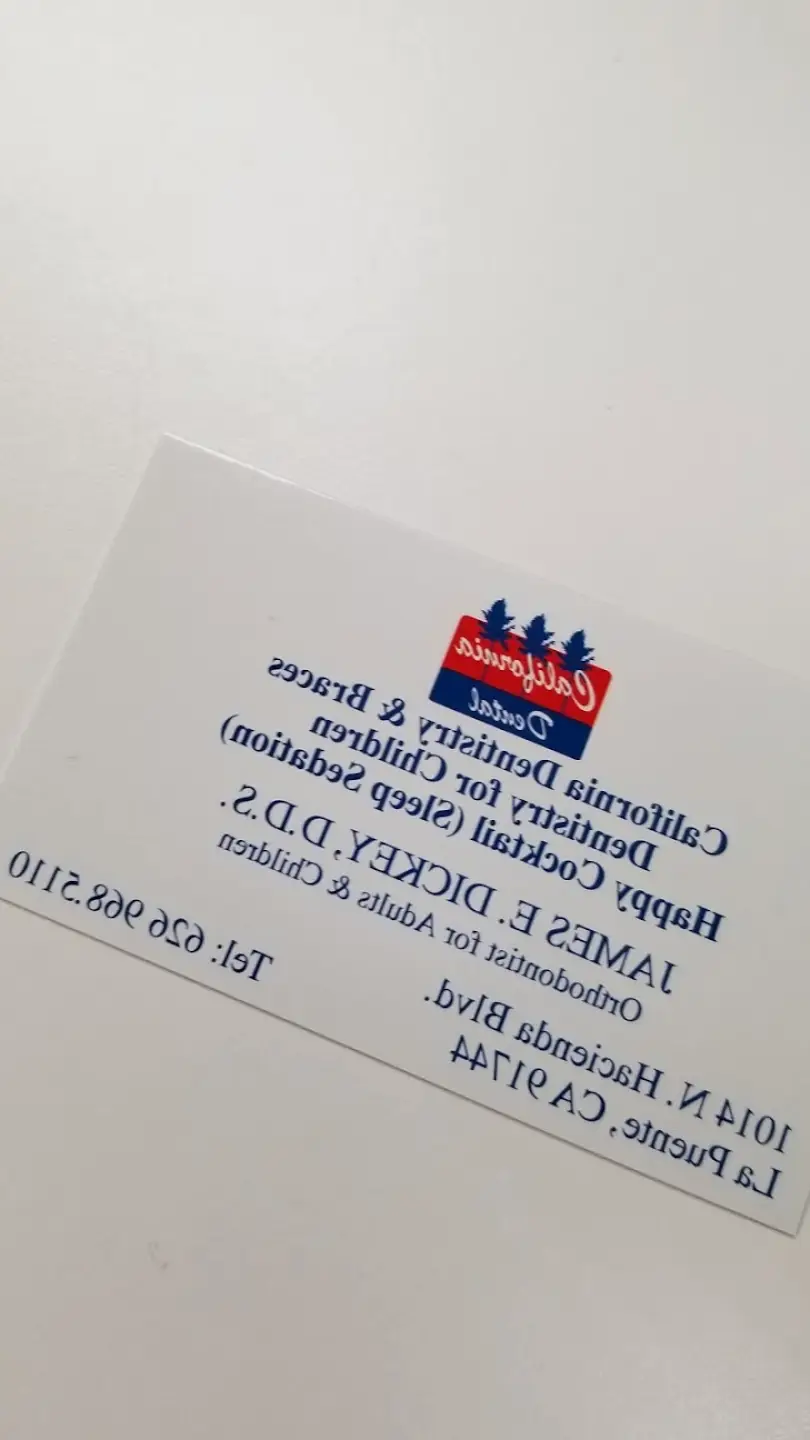 California
Dental
California Dentistry & Braces
Dentistry for Children
Happy Cocktail (Sleep Sedation)
JAMES E. DICKEY, D.D.S.
Orthodontist for Adults & Children
1014 N. Hacienda Blvd.
La Puente, CA 91744
Tel: 626 968.5110